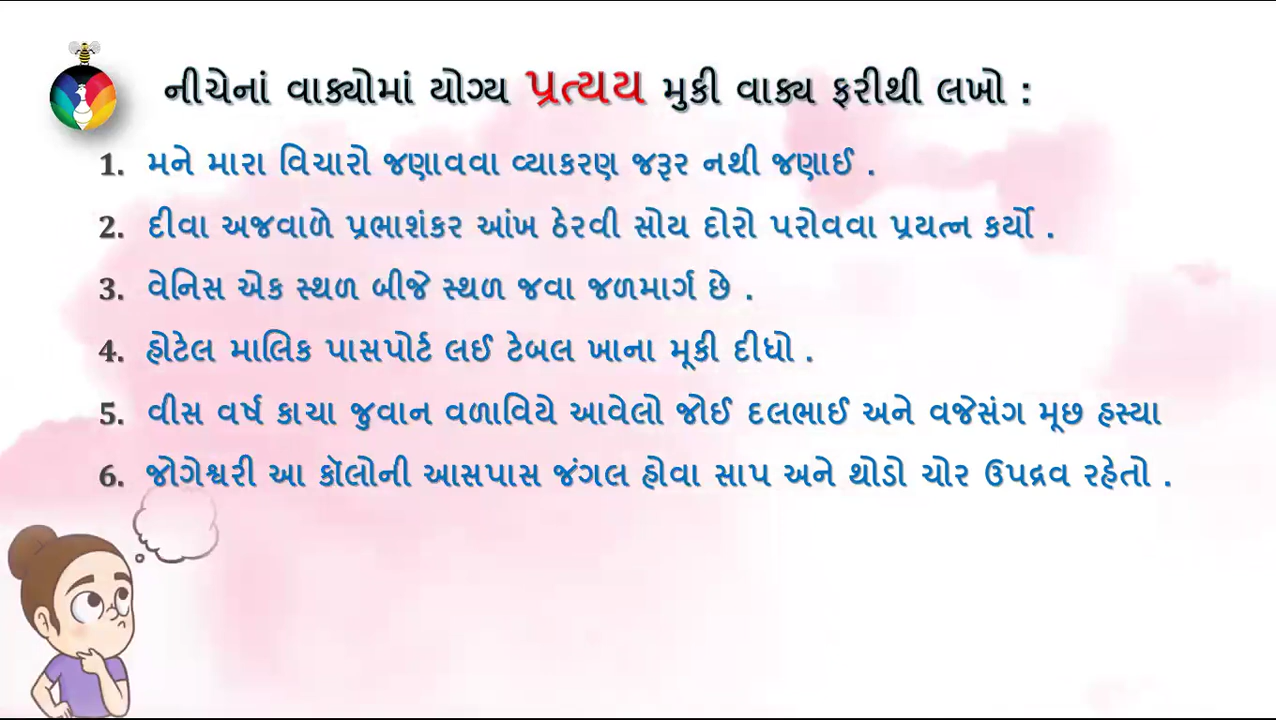 નીચેનાં વાક્યોમાં યોગ્ય પ્રત્યય મુકી વાક્ય ફરીથી લખો :
1. મને મારા વિચારો જણાવવા વ્યાકરણ જરૂર નથી જણાઈ .
2. દીવા અજવાળે પ્રભાશંકર આંખ ઠેરવી સોય દોરો પરોવવા પ્રયત્ન કર્યો .
3. વેનિસ એક સ્થળ બીજે સ્થળ જવા જળમાર્ગ છે .
4. હોટેલ માલિક પાસપોર્ટ લઈ ટેબલ ખાના મૂકી દીધો .
5. વીસ વર્ષ કાચા જુવાન વળાવિયે આવેલો જોઈ દલભાઈ અને વજેસંગ મૂછ હસ્યા
6. જોગેશ્વરી આ કૉલોની આસપાસ જંગલ હોવા સાપ અને થોડો ચોર ઉપદ્રવ રહેતો .